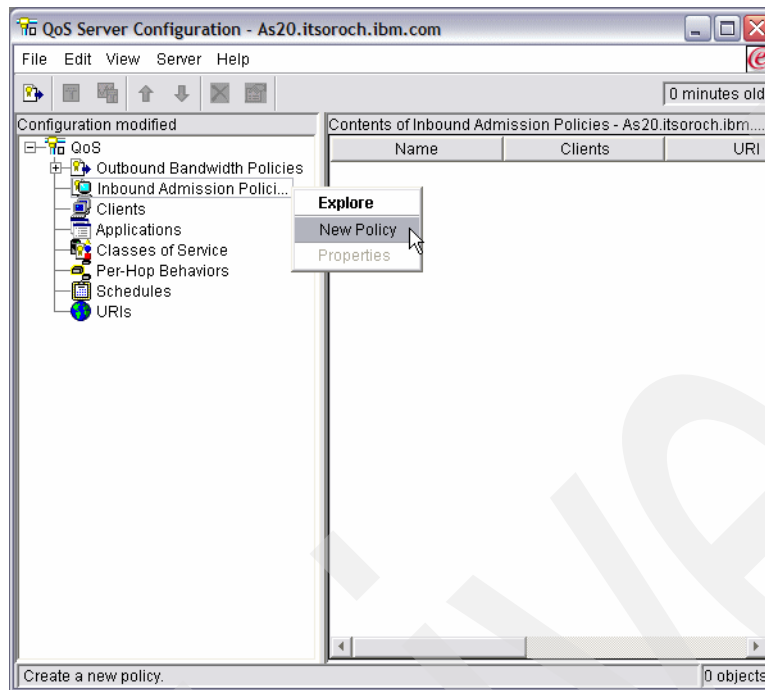 QoS Server Configuration - As20.itsoroch.ibm.com
File Edit View Server Help
0 minutes old
Configuration modified
Contents of Inbound Admission Policies - As20.itsoroch.ibm....
QoS
Outbound Bandwidth Policies
Inbound Admission Polici...
Clients
Applications
Classes of Service
Per-Hop Behaviors
Schedules
URIs
Name Clients URI
Explore
New Policy
Properties
Create a new policy.
0 objects